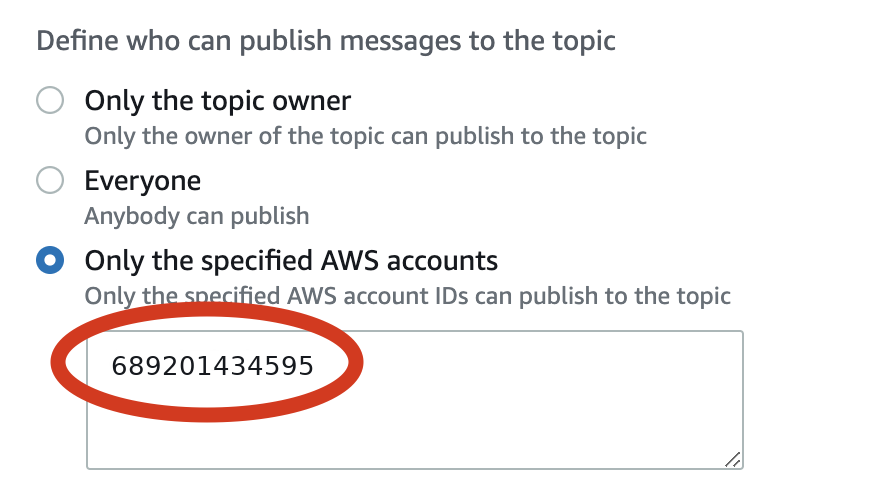 Define who can publish messages to the topic
Only the topic owner
Only the owner of the topic can publish to the topic
Everyone
Anybody can publish
Only the specified AWS accounts
Only the specified AWS account IDs can publish to the topic
689201434595